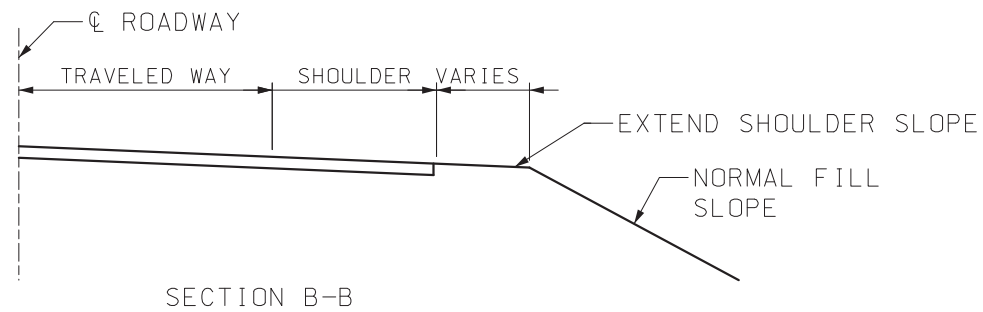 ℄ ROADWAY
TRAVELED WAY SHOULDER VARIES
EXTEND SHOULDER SLOPE
NORMAL FILL
SLOPE
SECTION B-B